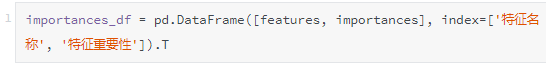 1 importances_df = pd.DataFrame([features, importances], index=['特征名
称', '特征重要性']).T